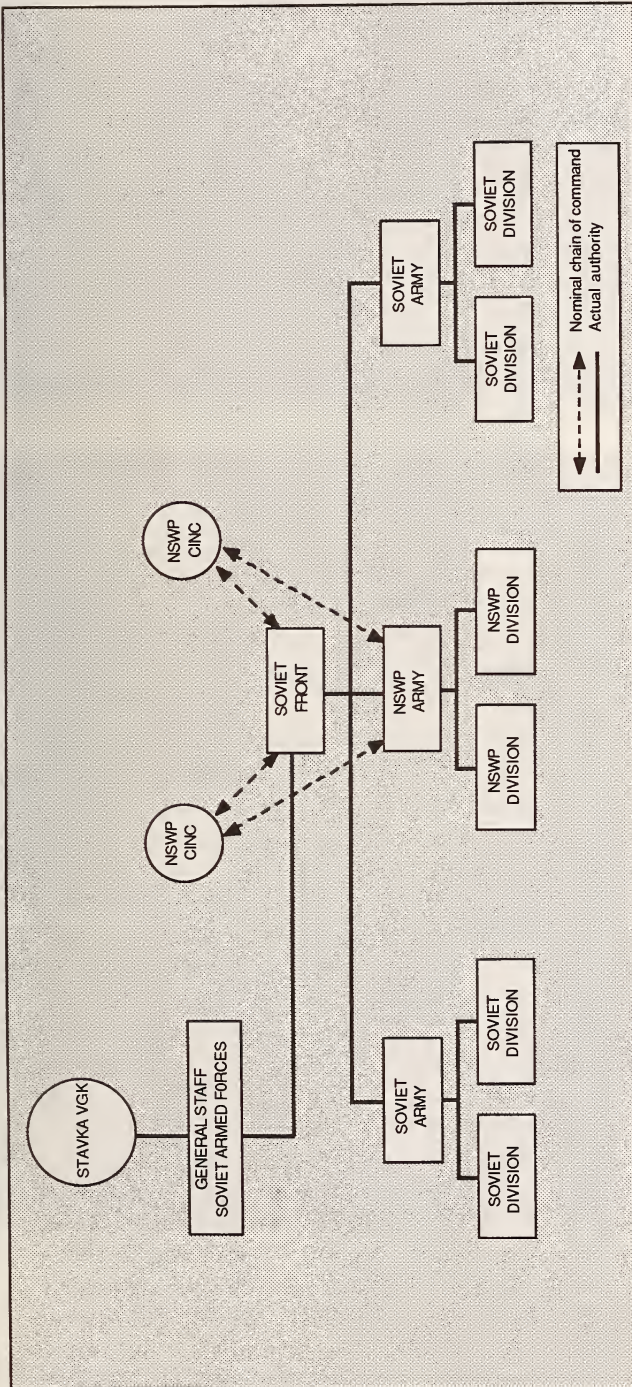 STAVKA VGK
GENERAL STAFF
SOVIET ARMED FORCES
NSWP
CINC
NSWP
CINC
SOVIET
FRONT
SOVIET
ARMY
NSWP
ARMY
SOVIET
ARMY
SOVIET
DIVISION
SOVIET
DIVISION
NSWP
DIVISION
NSWP
DIVISION
SOVIET
DIVISION
SOVIET
DIVISION
Nominal chain of command
Actual authority